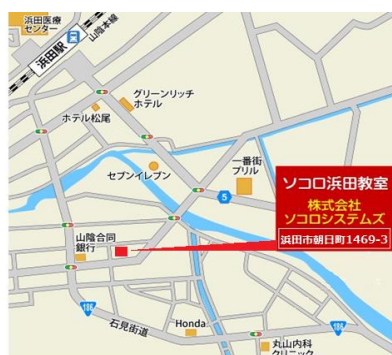 浜田医療
センター
山陰本線
浜田駅
グリーンリッチ
ホテル
ホテル松尾
セブンイレブン
一番街
プリル
5
ソコロ浜田教室
株式会社
ソコロシステムズ
浜田市朝日町1469-3
山陰合同
銀行
186
石見街道
Honda
186
丸山内科
クリニック